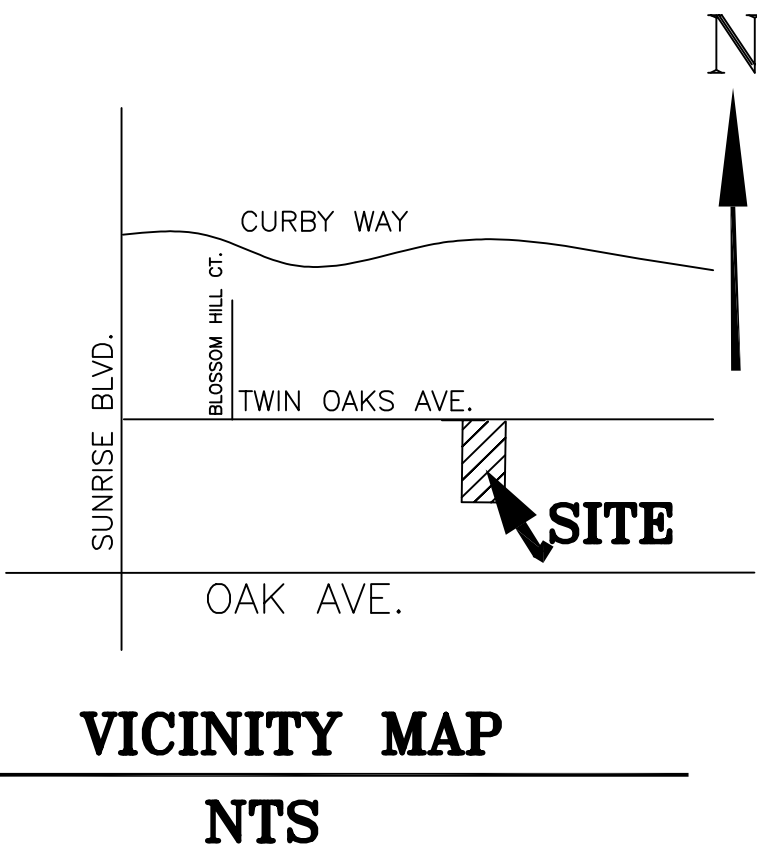 N
CURBY WAY
BLOSSOM HILL CT.
SUNRISE BLVD.
TWIN OAKS AVE.
SITE
OAK AVE.
VICINITY MAP
NTS